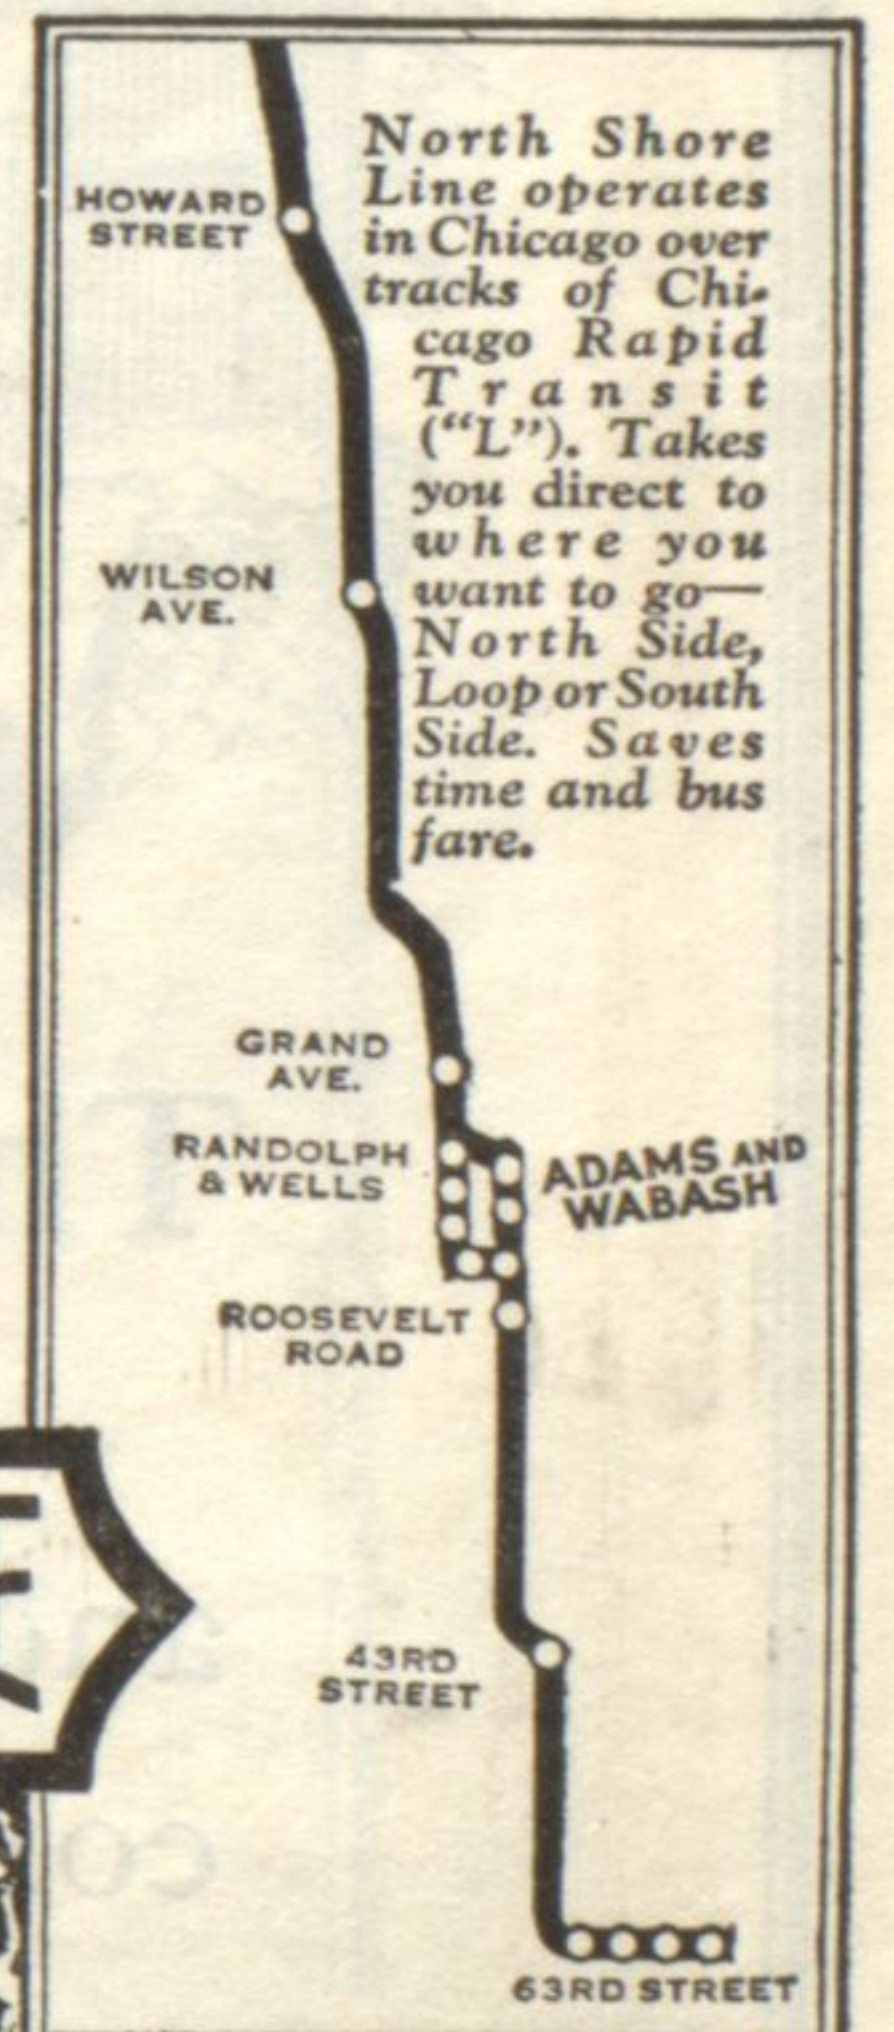 HOWARD
STREET
North Shore
Line operates
in Chicago over
tracks of Chi-
cago Rapid
Transit
("L"). Takes
you direct to
where you
want to go—
North Side,
Loop or South
Side. Saves
time and bus
fare.
WILSON
AVE.
GRAND
AVE.
RANDOLPH
& WELLS
ADAMS AND
WABASH
ROOSEVELT
ROAD
43RD
STREET
63RD STREET